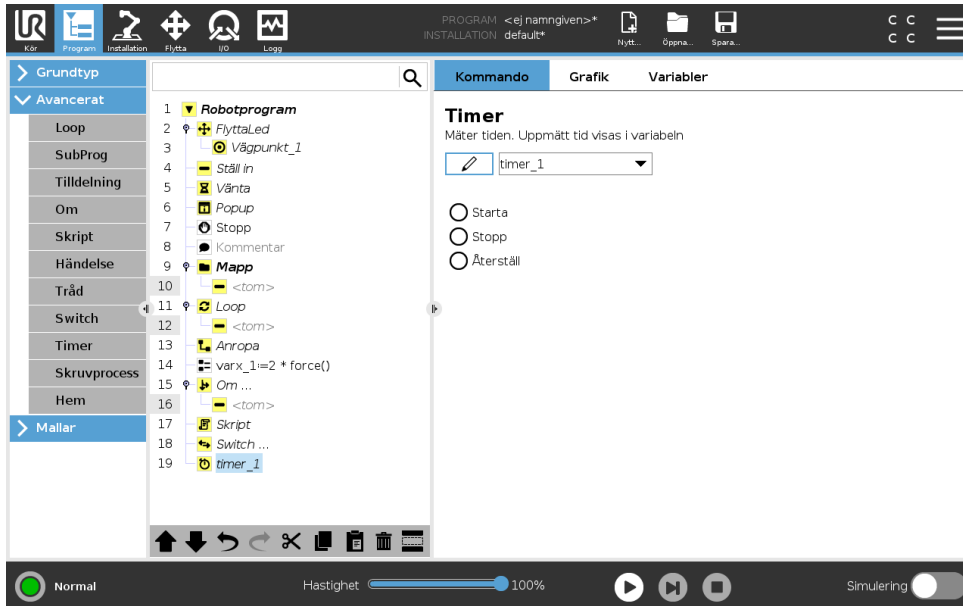 PROGRAM <ej namngiven>*
INSTALLATION default*
Kör
Program
Installation
Flytta
I/O
Logg
Nytt...
Öppna...
Spara...
C C
C C
Grundtyp
Avancerat
Loop
SubProg
Tilldelning
Om
Skript
Händelse
Tråd
Switch
Timer
Skruvprocess
Hem
Mallar
1 Robotprogram
2 FlyttaLed
3 Vägpunkt_1
4 Ställ in
5 Vänta
6 Popup
7 Stopp
8 Kommentar
9 Mapp
10 <tom>
11 Loop
12 <tom>
13 Anropa
14 varx_1:=2 * force()
15 Om ...
16 <tom>
17 Skript
18 Switch ...
19 timer_1
Kommando Grafik Variabler
Timer
Mäter tiden. Uppmätt tid visas i variabeln
timer_1
Starta
Stopp
Återställ
Normal
Hastighet 100%
Simulering